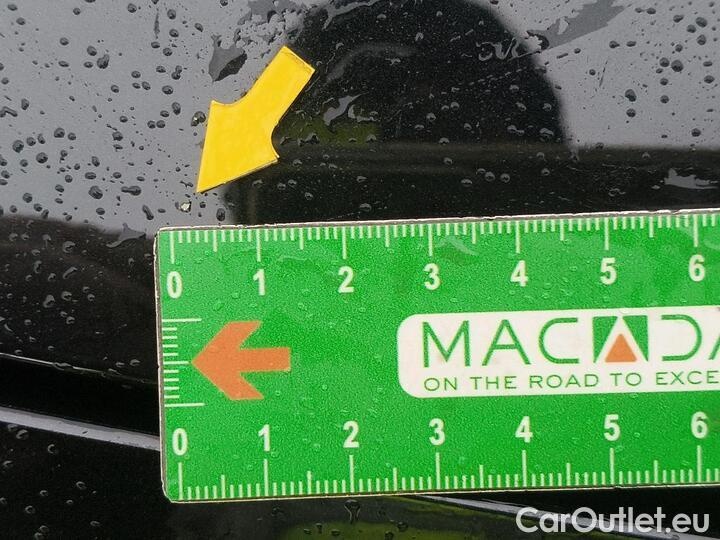 0 1 2 3 4 5 6
MACADA
ON THE ROAD TO EXCE
0 1 2 3 4 5 6
CarOutlet.eu